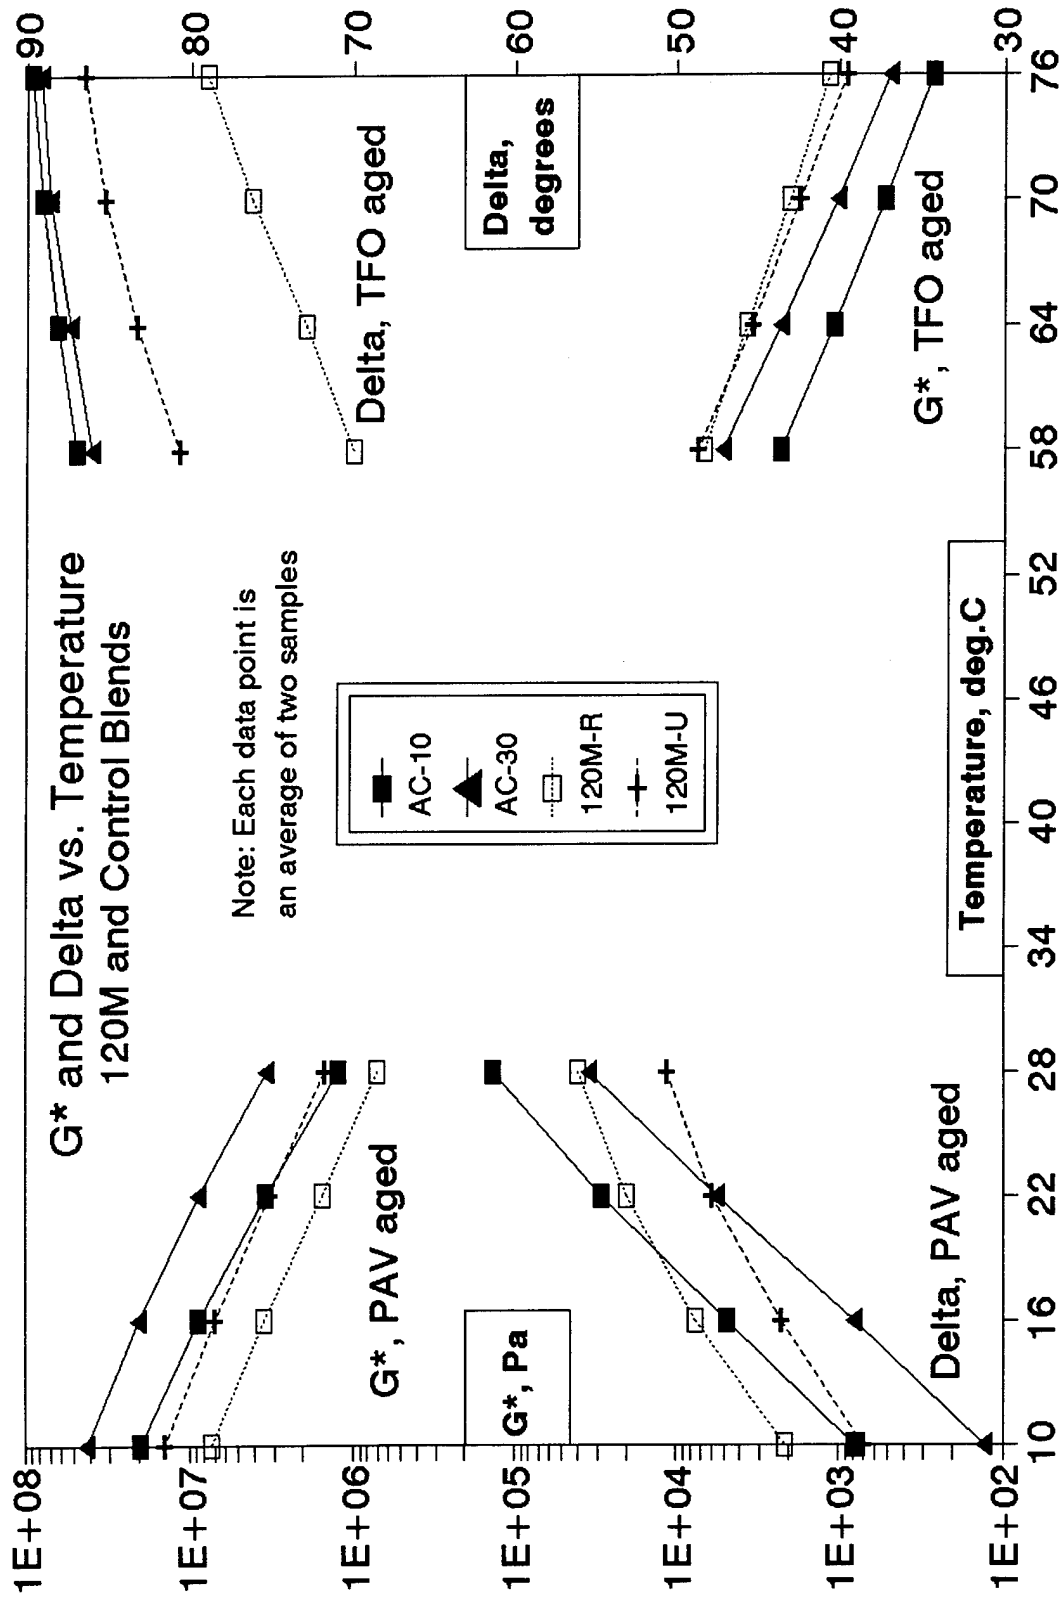 G* and Delta vs. Temperature
120M and Control Blends
Note: Each data point is
an average of two samples
AC-10
AC-30
120M-R
120M-U
G*, PAV aged
Delta, TFO aged
G*, Pa
Delta,
degrees
Delta, PAV aged
G*, TFO aged
Temperature, deg.C
1E+08
1E+07
1E+06
1E+05
1E+04
1E+03
1E+02
90
80
70
60
50
40
30
10
16
22
28
34
40
46
52
58
64
70
76